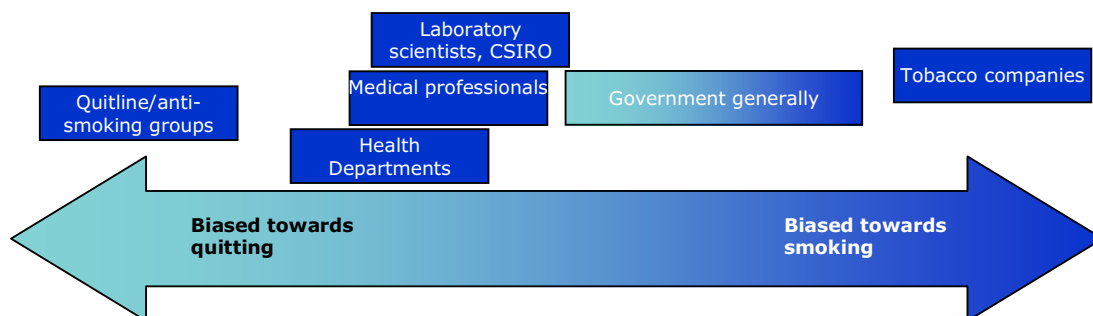 Laboratory
scientists, CSIRO
Tobacco companies
Medical professionals
Government generally
Quitline/anti-
smoking groups
Health
Departments
Biased towards
quitting
Biased towards
smoking